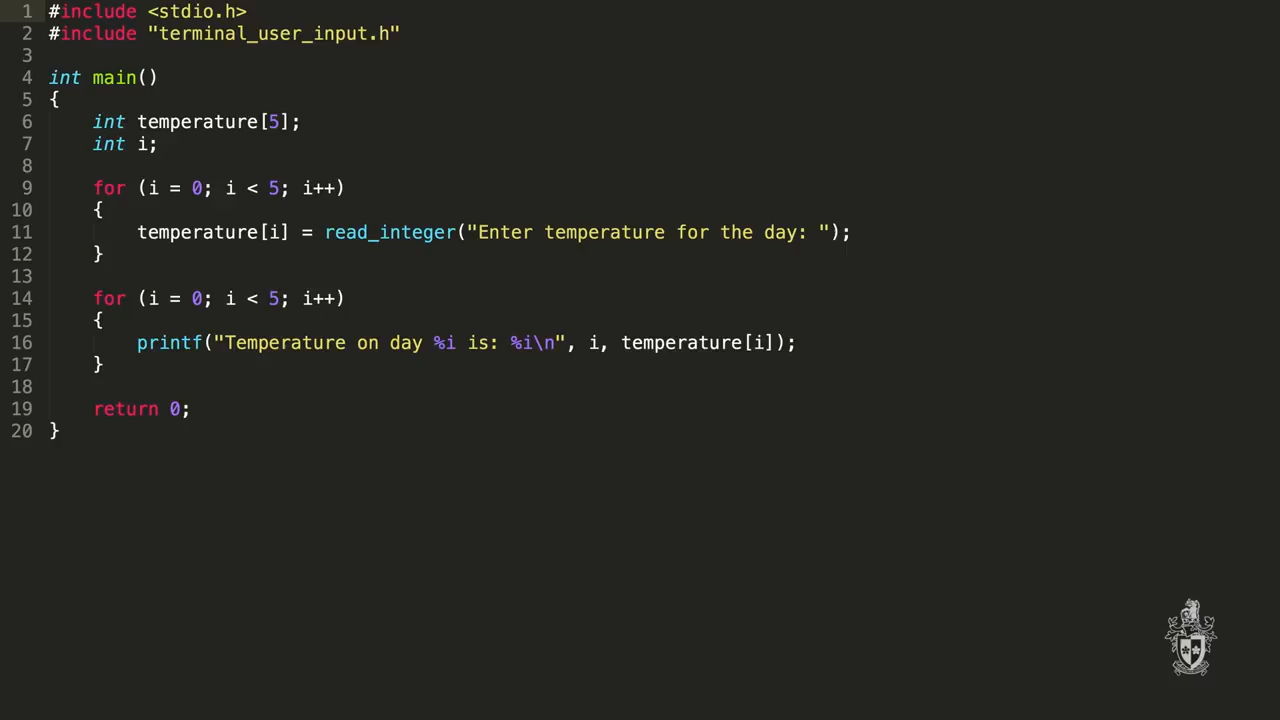 1 #include <stdio.h>
2 #include "terminal_user_input.h"
3
4 int main()
5 {
6     int temperature[5];
7     int i;
8
9     for (i = 0; i < 5; i++)
10     {
11         temperature[i] = read_integer("Enter temperature for the day: ");
12     }
13
14     for (i = 0; i < 5; i++)
15     {
16         printf("Temperature on day %i is: %i\n", i, temperature[i]);
17     }
18
19     return 0;
20 }